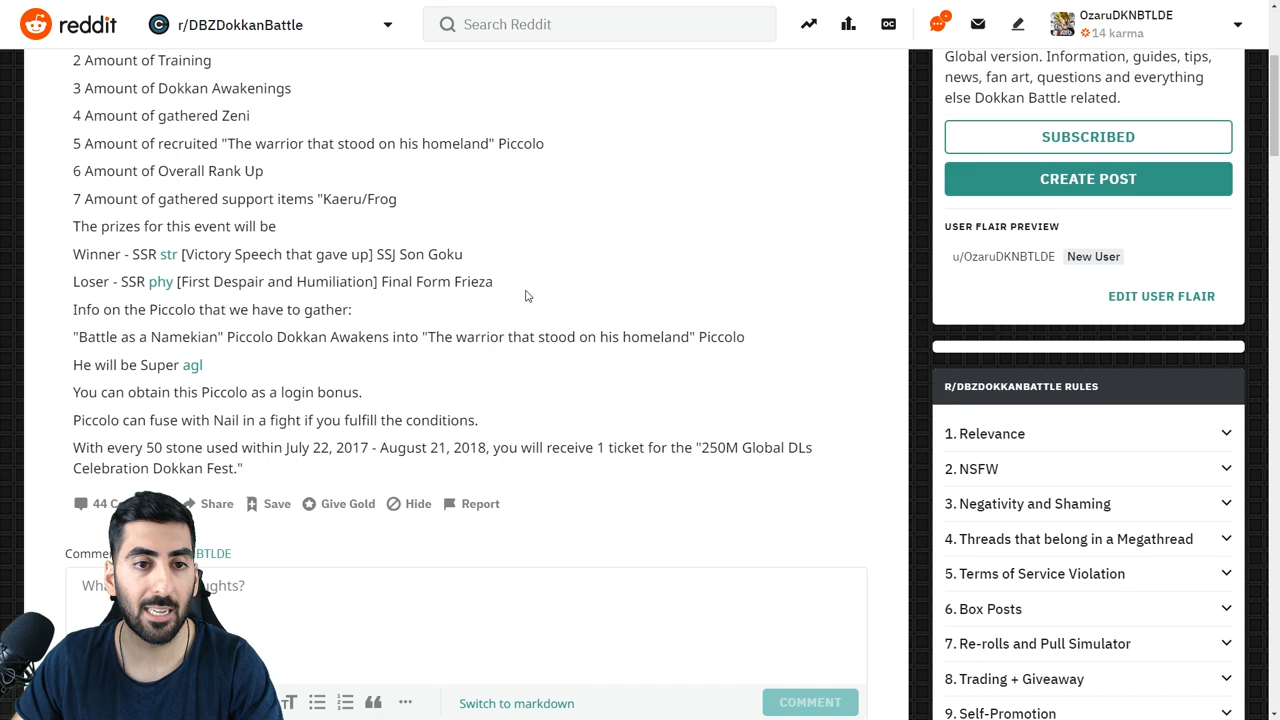 reddit
r/DBZDokkanBattle
Search Reddit
OC
OzaruDKNBTLDE
14 karma
2 Amount of Training
3 Amount of Dokkan Awakenings
4 Amount of gathered Zeni
5 Amount of recruited "The warrior that stood on his homeland" Piccolo
6 Amount of Overall Rank Up
7 Amount of gathered support items "Kaeru/Frog
The prizes for this event will be
Winner - SSR str [Victory Speech that gave up] SSJ Son Goku
Loser - SSR phy [First Despair and Humiliation] Final Form Frieza
Info on the Piccolo that we have to gather:
"Battle as a Namekian" Piccolo Dokkan Awakens into "The warrior that stood on his homeland" Piccolo
He will be Super agl
You can obtain this Piccolo as a login bonus.
Piccolo can fuse with Nail in a fight if you fulfill the conditions.
With every 50 stone used within July 22, 2017 - August 21, 2018, you will receive 1 ticket for the "250M Global DLs
Celebration Dokkan Fest."
44 Share Save Give Gold Hide Report
Switch to markdown
COMMENT
Global version. Information, guides, tips,
news, fan art, questions and everything
else Dokkan Battle related.
SUBSCRIBED
CREATE POST
USER FLAIR PREVIEW
u/OzaruDKNBTLDE New User
EDIT USER FLAIR
R/DBZDOKKANBATTLE RULES
1. Relevance
2. NSFW
3. Negativity and Shaming
4. Threads that belong in a Megathread
5. Terms of Service Violation
6. Box Posts
7. Re-rolls and Pull Simulator
8. Trading + Giveaway
9. Self-Promotion